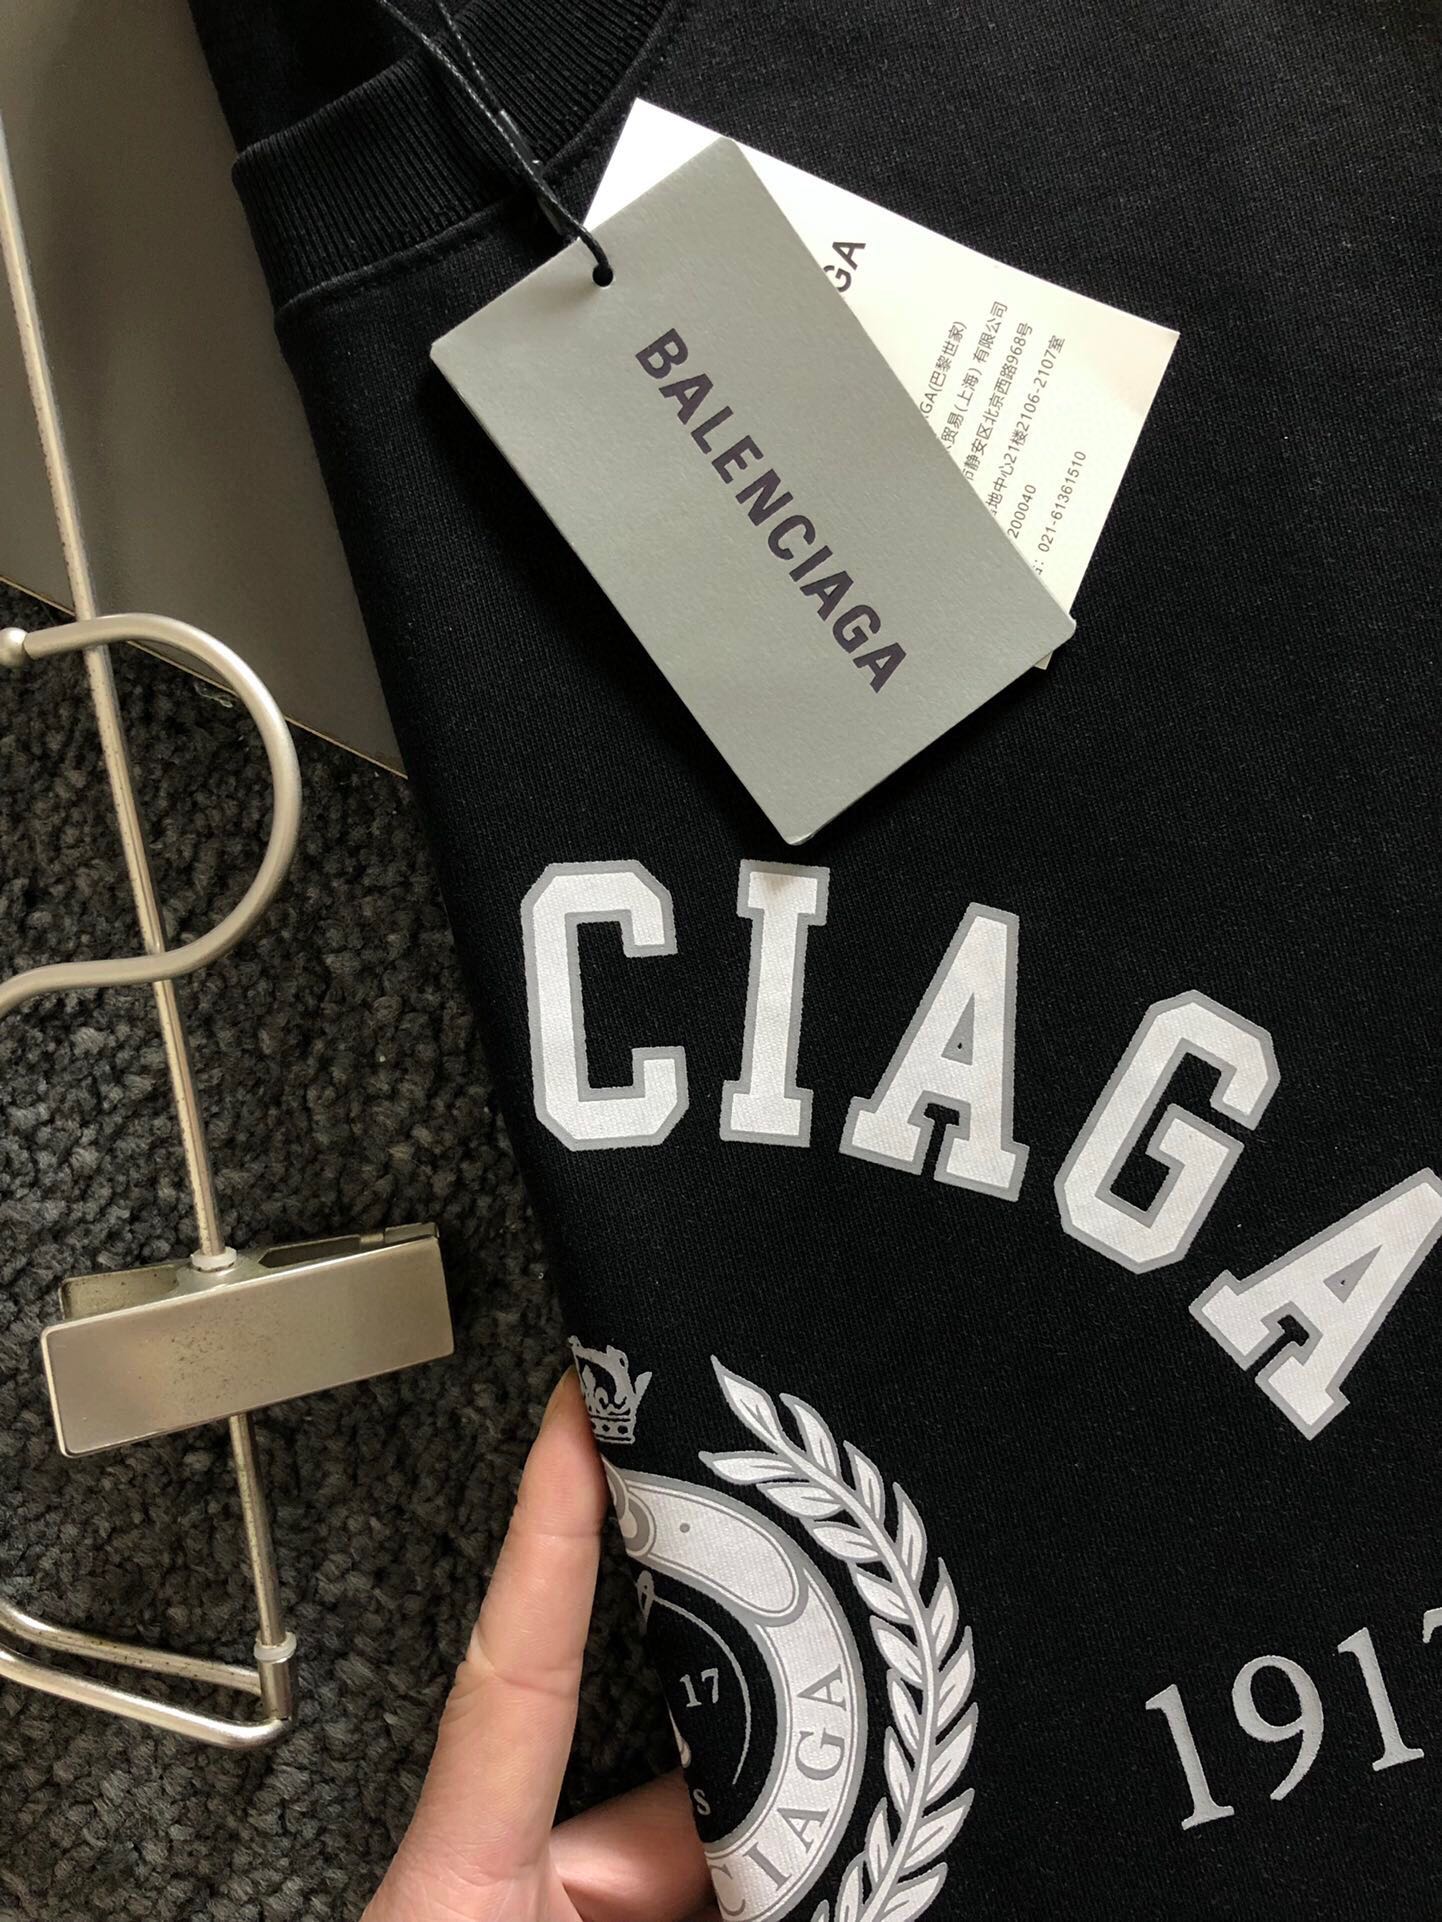 BALENCIAGA
GA
GA(巴黎世家)
贸易(上海)有限公司
静安区北京西路968号
地中心21楼2106-2107室
200040
: 021-61361510
CIAGA
17
S
CIAGA
1917